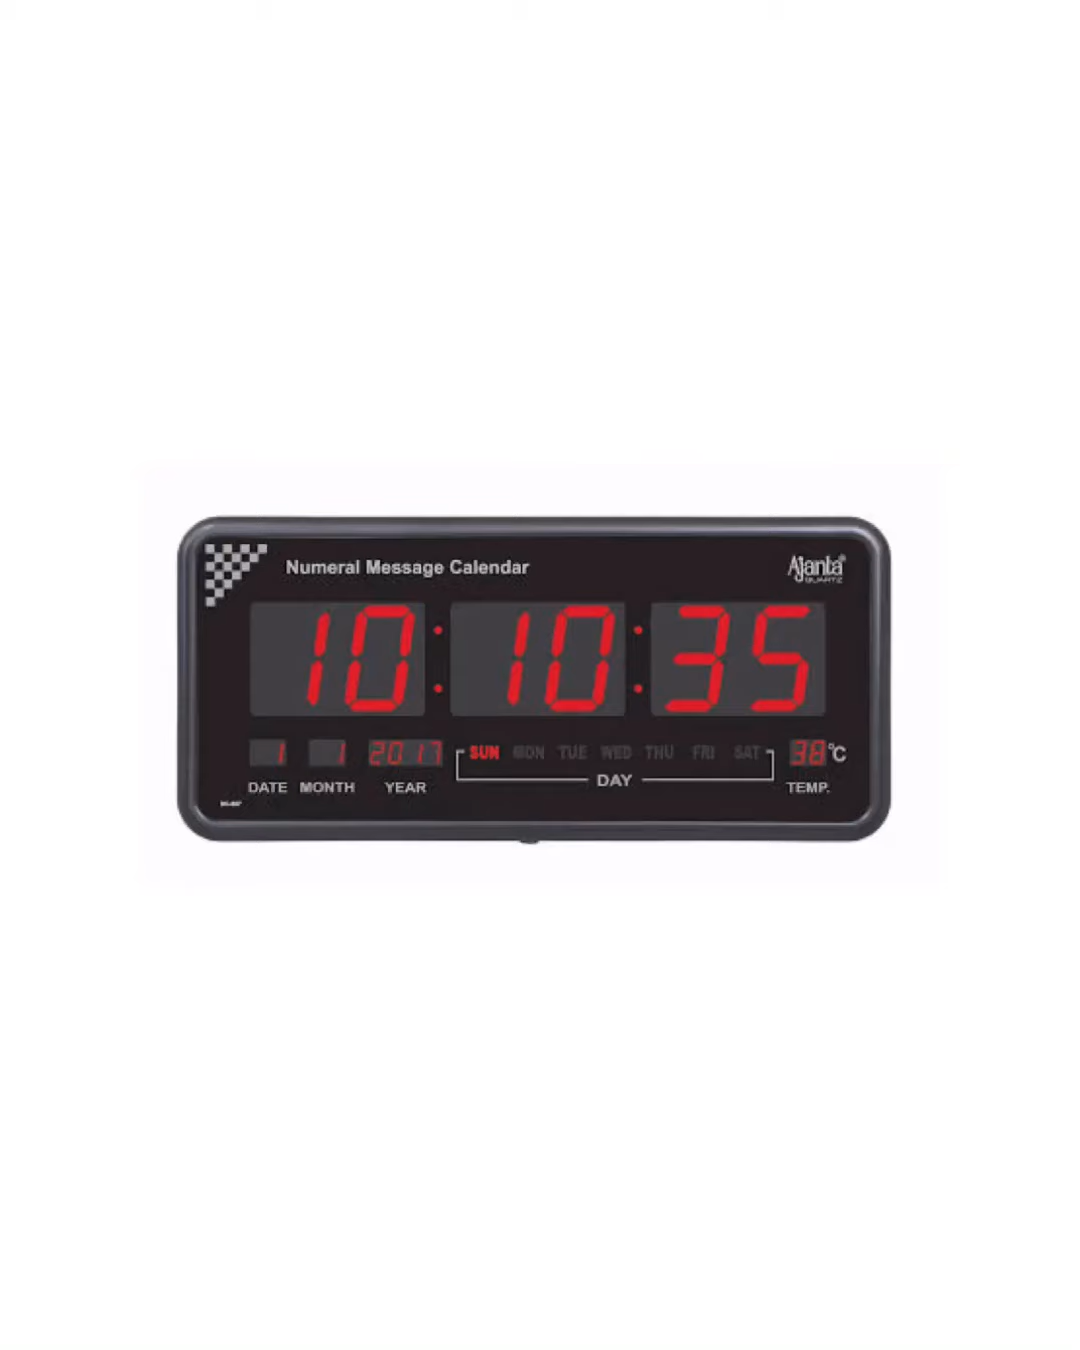 Numeral Message Calendar
Ajanta®
QUARTZ
10:10:35
1 1 2017 SUN MON TUE WED THU FRI SAT 38°C
DATE MONTH YEAR DAY TEMP.